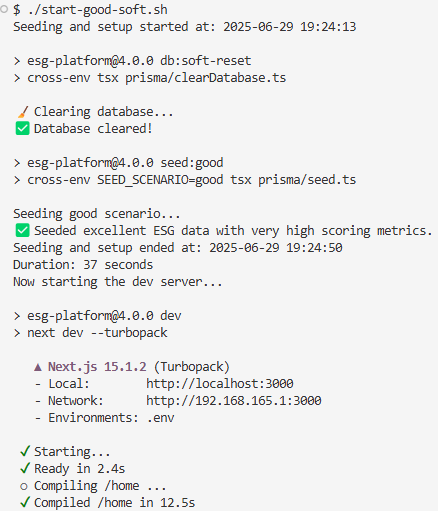 $ ./start-good-soft.sh
Seeding and setup started at: 2025-06-29 19:24:13
> esg-platform@4.0.0 db:soft-reset
> cross-env tsx prisma/clearDatabase.ts
🧹 Clearing database...
✅ Database cleared!
> esg-platform@4.0.0 seed:good
> cross-env SEED_SCENARIO=good tsx prisma/seed.ts
Seeding good scenario...
✅ Seeded excellent ESG data with very high scoring metrics.
Seeding and setup ended at: 2025-06-29 19:24:50
Duration: 37 seconds
Now starting the dev server...
> esg-platform@4.0.0 dev
> next dev --turbopack
▲ Next.js 15.1.2 (Turbopack)
- Local: http://localhost:3000
- Network: http://192.168.165.1:3000
- Environments: .env
✓ Starting...
✓ Ready in 2.4s
○ Compiling /home ...
✓ Compiled /home in 12.5s